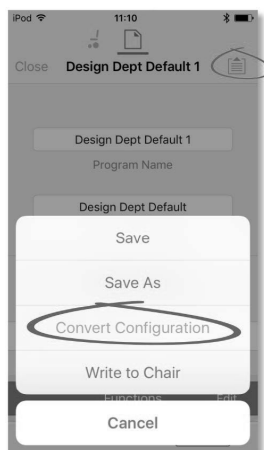 iPod 11:10
Close Design Dept Default 1
Design Dept Default 1
Program Name
Design Dept Default
Save
Save As
Convert Configuration
Write to Chair
Functions Edit
Cancel